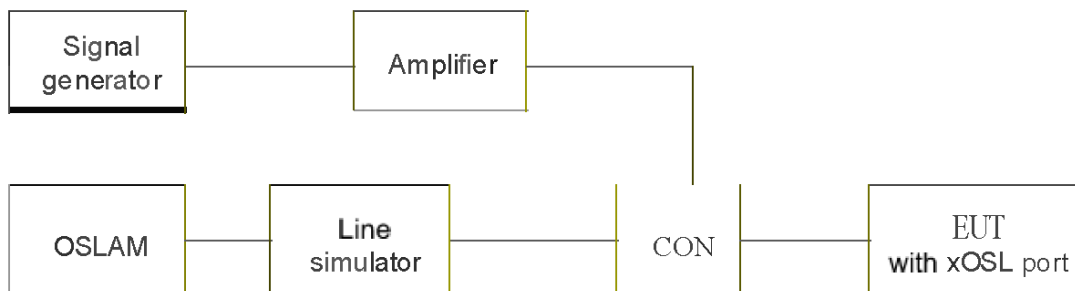 Signal
generator
Amplifier
OSLAM
Line
simulator
CON
EUT
with xOSL port